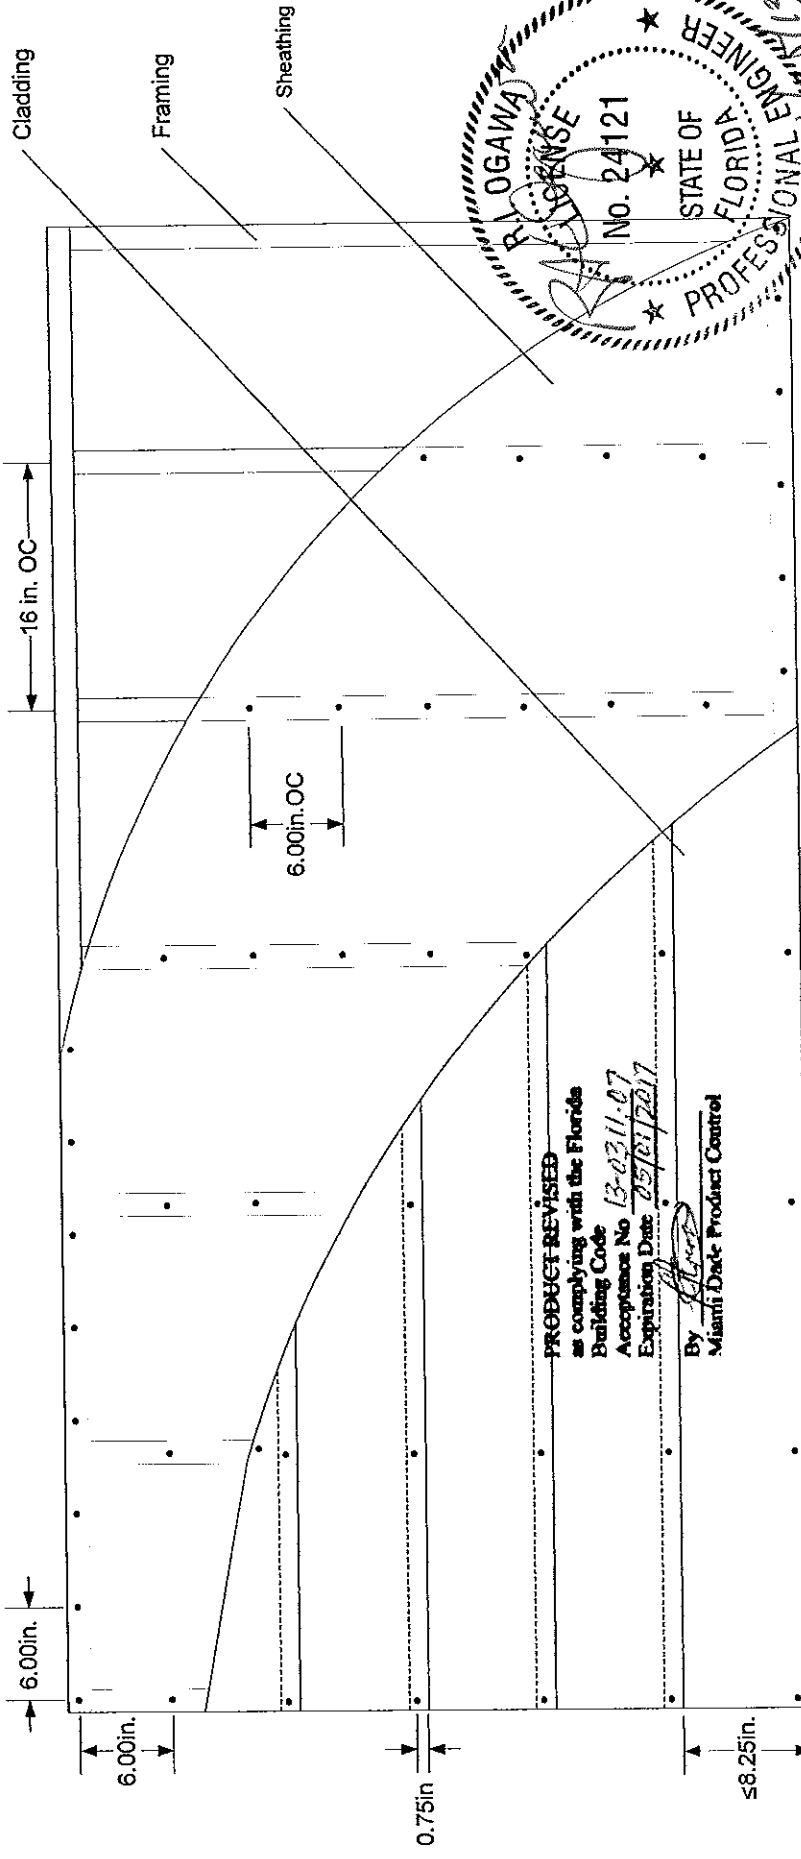 Cladding
Framing
Sheathing
16 in. OC
6.00in.OC
6.00in.
6.00in.
0.75in
≤8.25in.
PRODUCT REVISED
as complying with the Florida
Building Code
Acceptance No 13-0311.07
Expiration Date 05/01/2017
By
Miami Dade Product Control
R I OGAWA
LICENSE
No. 24121
STATE OF
FLORIDA
PROFESSIONAL ENGINEER